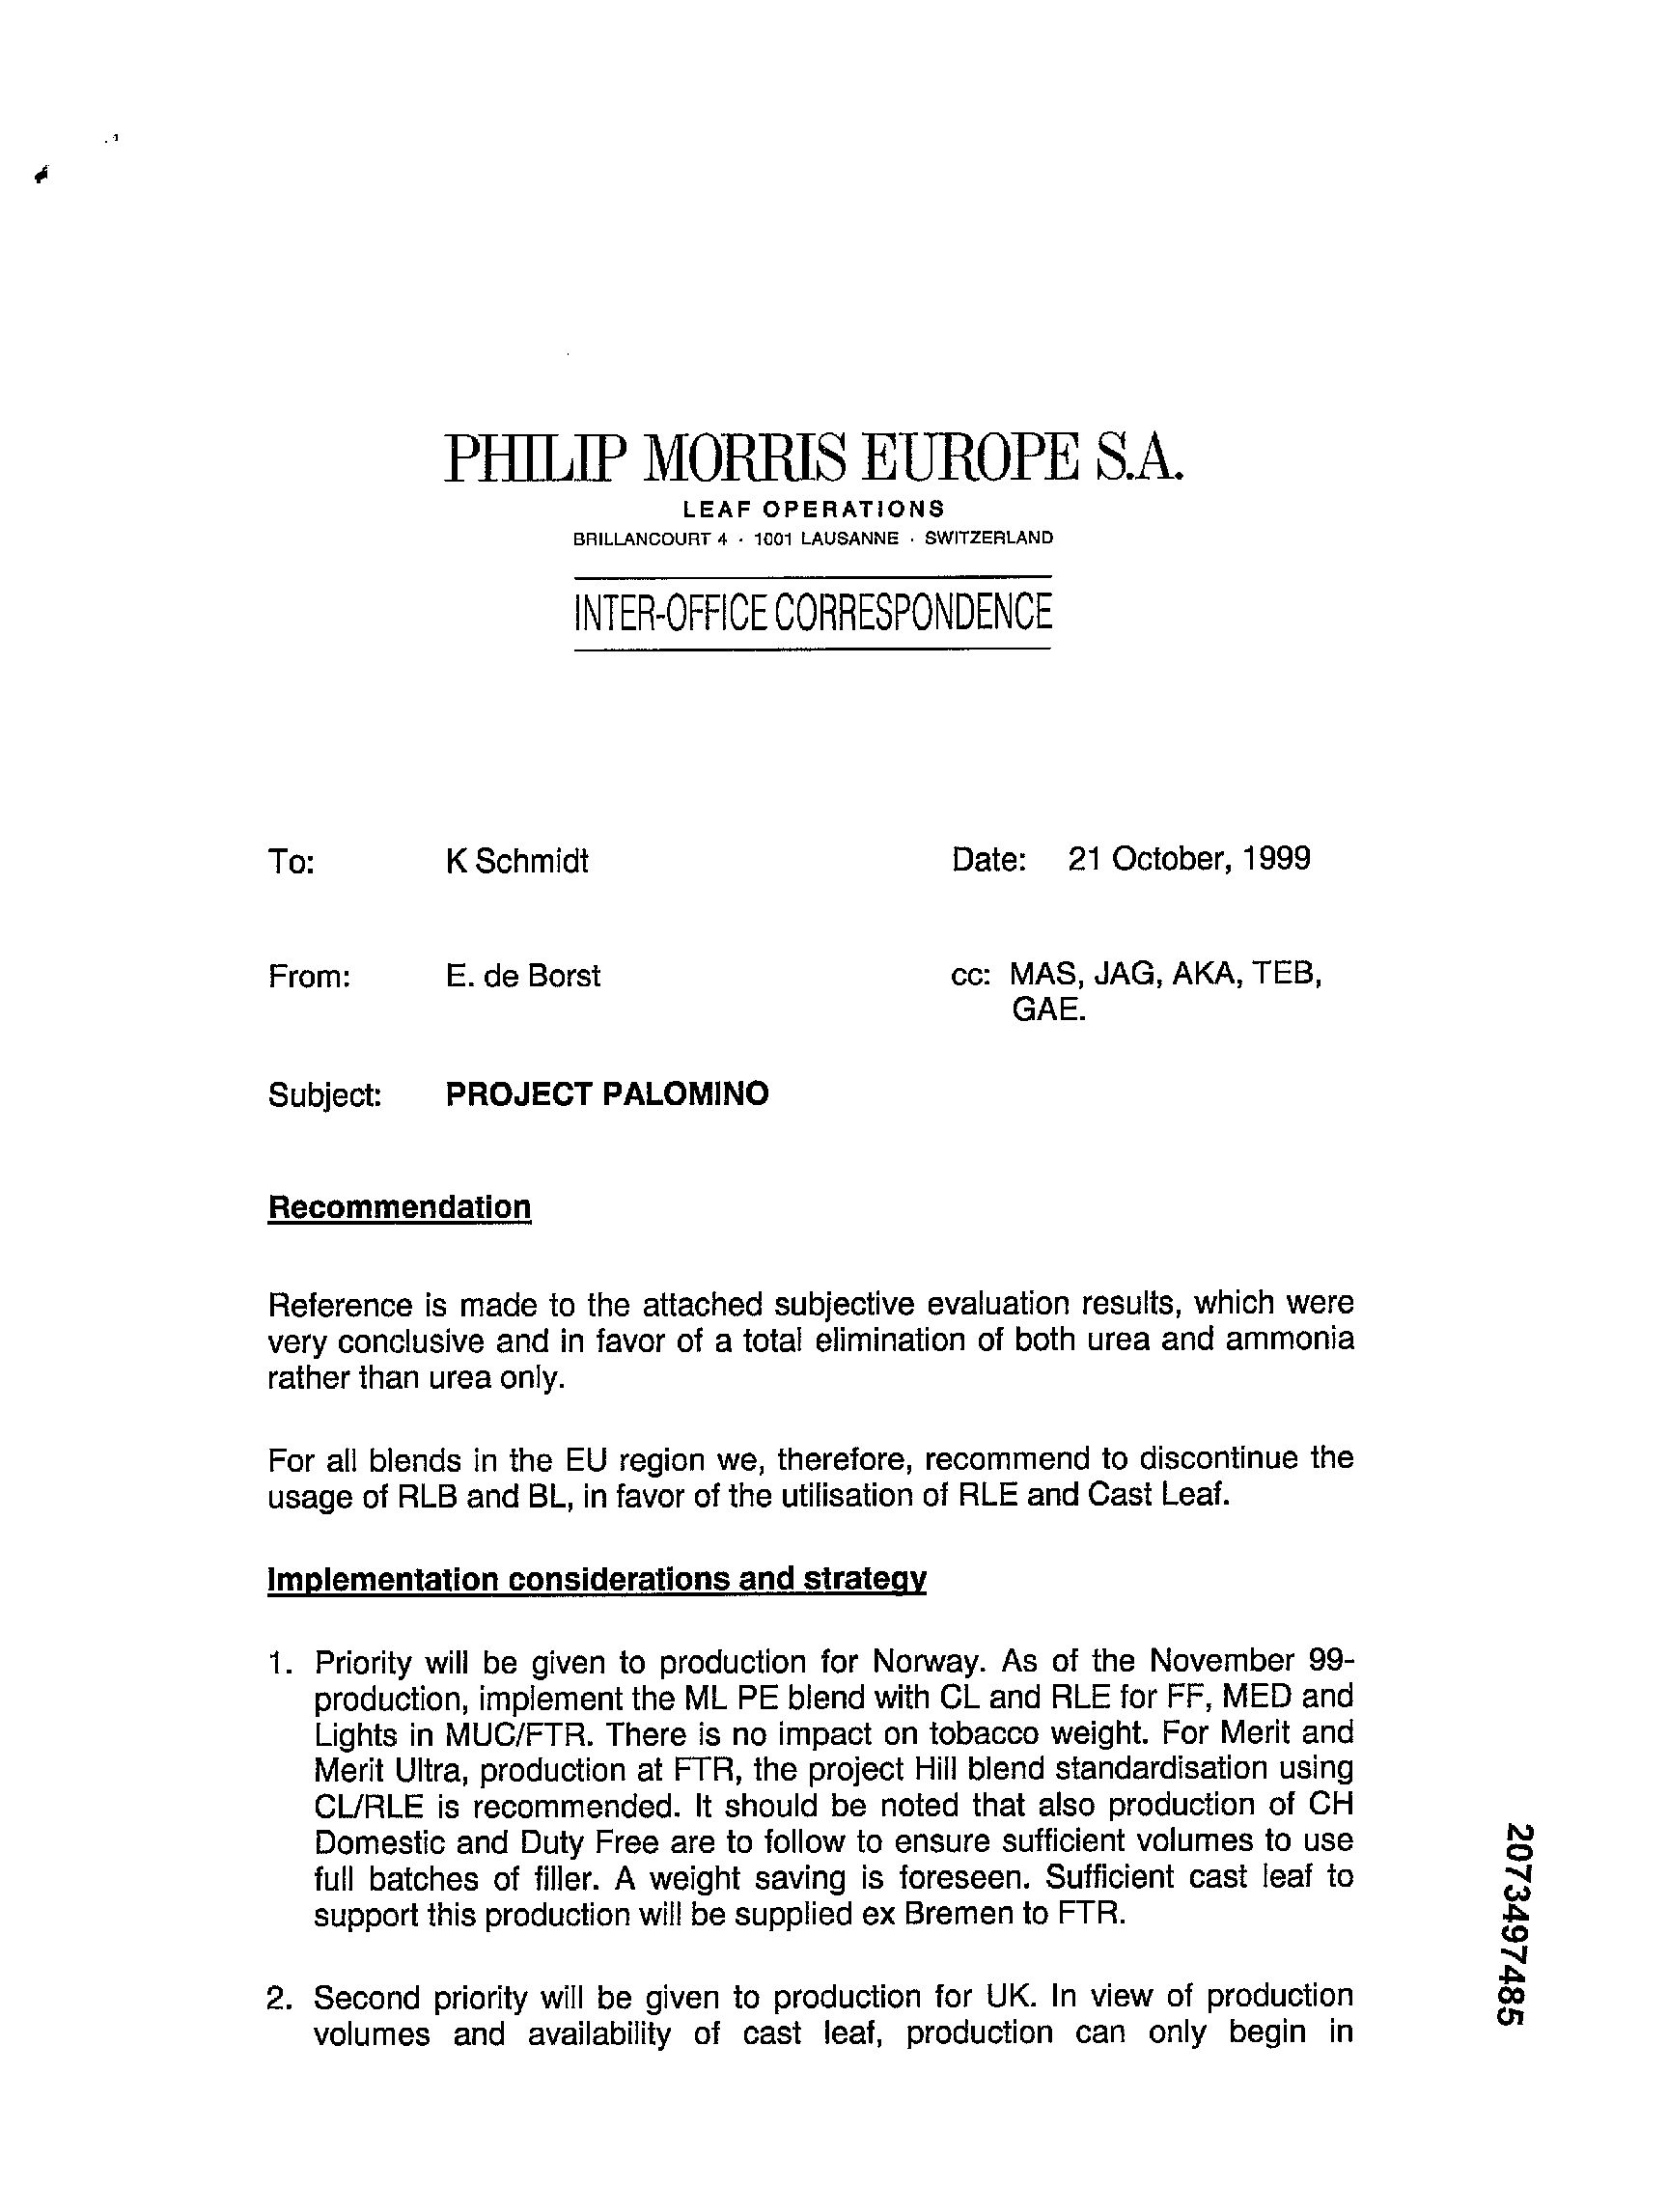 PHILIP MORRIS EUROPE S.A.
LEAF OPERATIONS
BRILLANCOURT 4 · 1001 LAUSANNE · SWITZERLAND
INTER-OFFICE CORRESPONDENCE
To: K Schmidt Date: 21 October, 1999
From: E. de Borst cc: MAS, JAG, AKA, TEB,
GAE.
Subject: PROJECT PALOMINO
Recommendation
Reference is made to the attached subjective evaluation results, which were
very conclusive and in favor of a total elimination of both urea and ammonia
rather than urea only.
For all blends in the EU region we, therefore, recommend to discontinue the
usage of RLB and BL, in favor of the utilisation of RLE and Cast Leaf.
Implementation considerations and strategy
1. Priority will be given to production for Norway. As of the November 99-
production, implement the ML PE blend with CL and RLE for FF, MED and
Lights in MUC/FTR. There is no impact on tobacco weight. For Merit and
Merit Ultra, production at FTR, the project Hill blend standardisation using
CL/RLE is recommended. It should be noted that also production of CH
Domestic and Duty Free are to follow to ensure sufficient volumes to use
full batches of filler. A weight saving is foreseen. Sufficient cast leaf to
support this production will be supplied ex Bremen to FTR.
2. Second priority will be given to production for UK. In view of production
volumes and availability of cast leaf, production can only begin in
2073497485